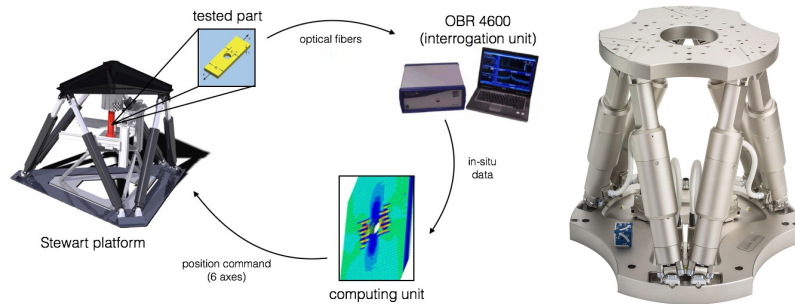 tested part
optical fibers
OBR 4600
(interrogation unit)
in-situ
data
Stewart platform
position command
(6 axes)
computing unit